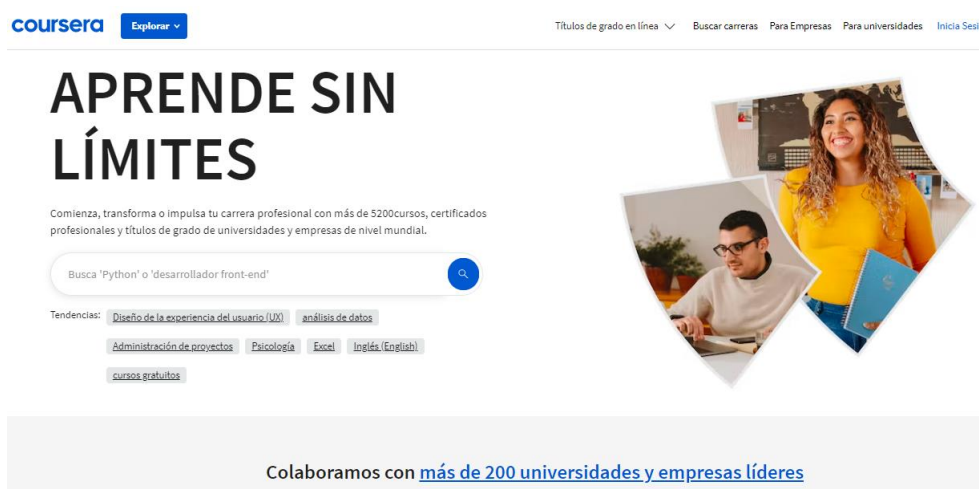 coursera
Explorar
Títulos de grado en línea
Buscar carreras
Para Empresas
Para universidades
Inicia Sesi
APRENDE SIN
LÍMITES
Comienza, transforma o impulsa tu carrera profesional con más de 5200cursos, certificados
profesionales y títulos de grado de universidades y empresas de nivel mundial.
Busca 'Python' o 'desarrollador front-end'
Tendencias: Diseño de la experiencia del usuario (UX) análisis de datos
Administración de proyectos Psicología Excel Inglés (English)
cursos gratuitos
Colaboramos con más de 200 universidades y empresas líderes